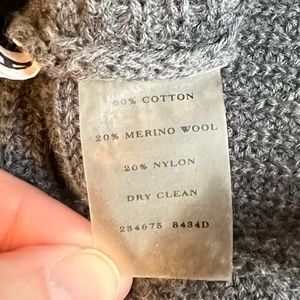 60% COTTON
20% MERINO WOOL
20% NYLON
DRY CLEAN
234675 8434D